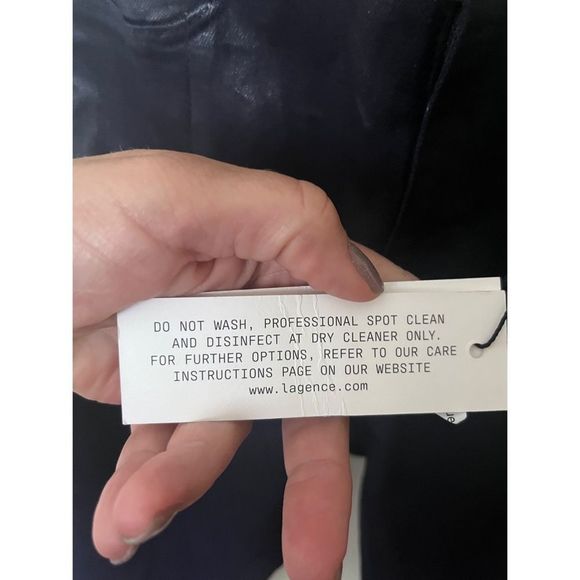 DO NOT WASH, PROFESSIONAL SPOT CLEAN
AND DISINFECT AT DRY CLEANER ONLY.
FOR FURTHER OPTIONS, REFER TO OUR CARE
INSTRUCTIONS PAGE ON OUR WEBSITE
www.lagence.com